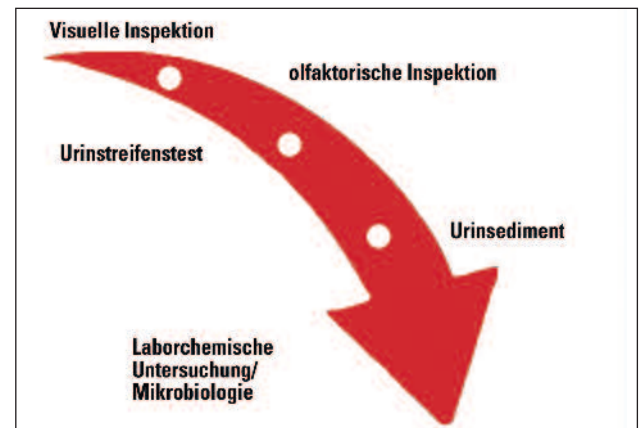 Visuelle Inspektion
olfaktorische Inspektion
Urinstreifenstest
Urinsediment
Laborchemische
Untersuchung/
Mikrobiologie